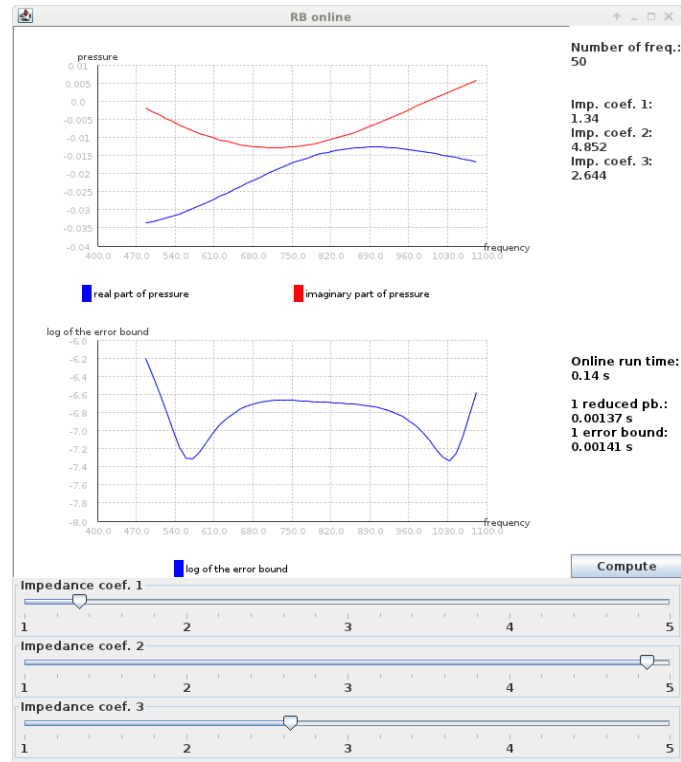 RB online
pressure
0.01
0.005
0.0
-0.005
-0.01
-0.015
-0.02
-0.025
-0.03
-0.035
-0.04
frequency
400.0 470.0 540.0 610.0 680.0 750.0 820.0 890.0 960.0 1030.0 1100.0
real part of pressure imaginary part of pressure
Number of freq.:
50
Imp. coef. 1:
1.34
Imp. coef. 2:
4.852
Imp. coef. 3:
2.644
log of the error bound
-6.0
-6.2
-6.4
-6.6
-6.8
-7.0
-7.2
-7.4
-7.6
-7.8
-8.0
frequency
400.0 470.0 540.0 610.0 680.0 750.0 820.0 890.0 960.0 1030.0 1100.0
log of the error bound
Online run time:
0.14 s
1 reduced pb.:
0.00137 s
1 error bound:
0.00141 s
Compute
Impedance coef. 1
1 2 3 4 5
Impedance coef. 2
1 2 3 4 5
Impedance coef. 3
1 2 3 4 5